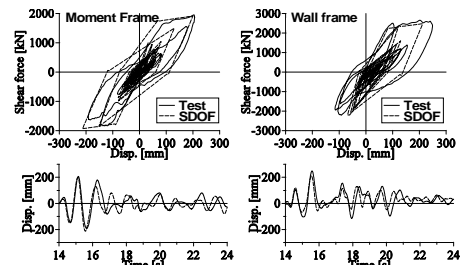 Moment Frame
Wall frame
2000
1000
0
-1000
-2000
Shear force [kN]
-300 -200 -100 0 100 200 300
Disp. [mm]
Test
SDOF
3000
2000
1000
0
-1000
-2000
-3000
Shear force [kN]
-300 -200 -100 0 100 200 300
Disp. [mm]
Test
SDOF
200
0
200
Disp. [mm]
14 16 18 20 22 24
Time [s]
200
0
200
Disp. [mm]
14 16 18 20 22 24
Time [s]